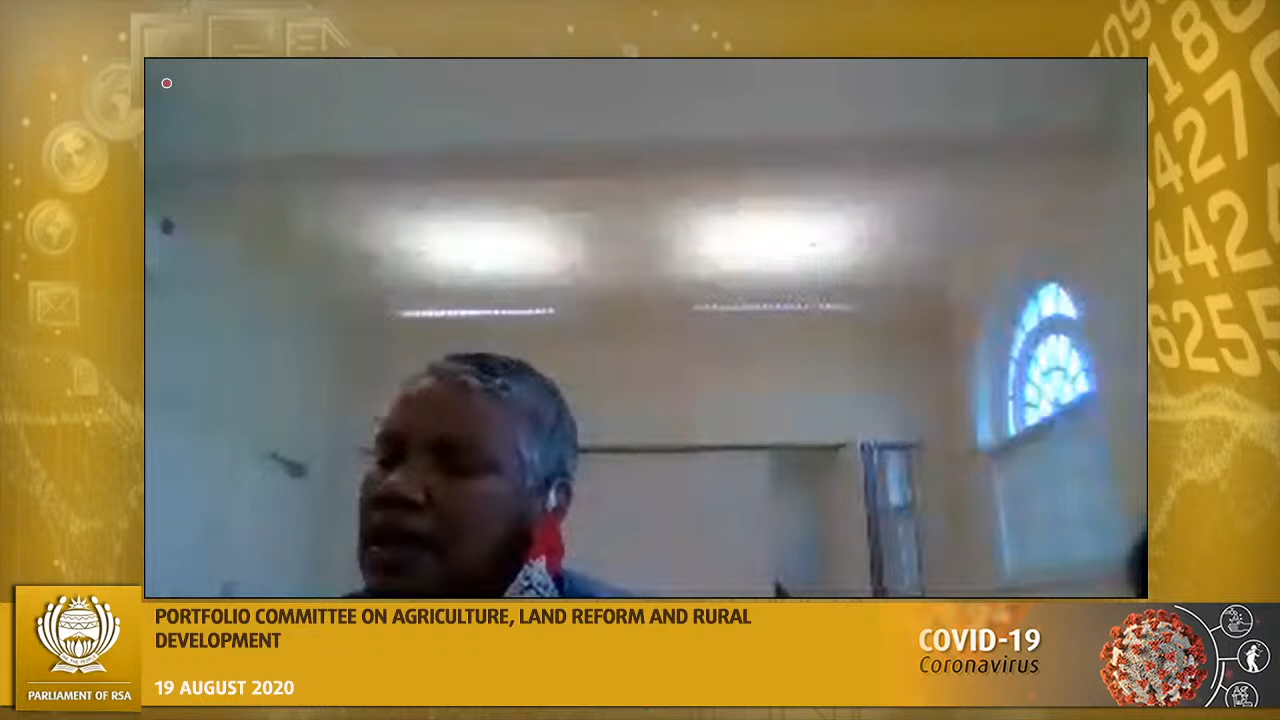 PORTFOLIO COMMITTEE ON AGRICULTURE, LAND REFORM AND RURAL
DEVELOPMENT
19 AUGUST 2020
PARLIAMENT OF RSA
COVID-19
Coronavirus